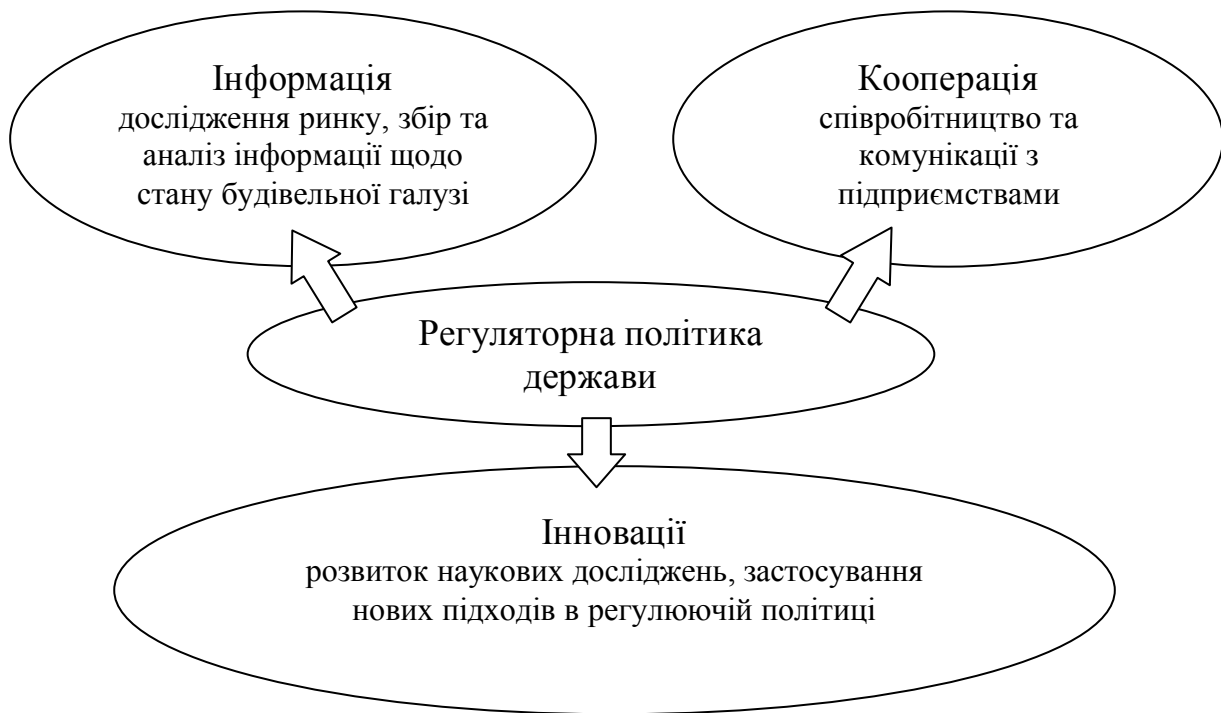 Інформація
дослідження ринку, збір та
аналіз інформації щодо
стану будівельної галузі
Кооперація
співробітництво та
комунікації з
підприємствами
Регуляторна політика
держави
Інновації
розвиток наукових досліджень, застосування
нових підходів в регулюючій політиці